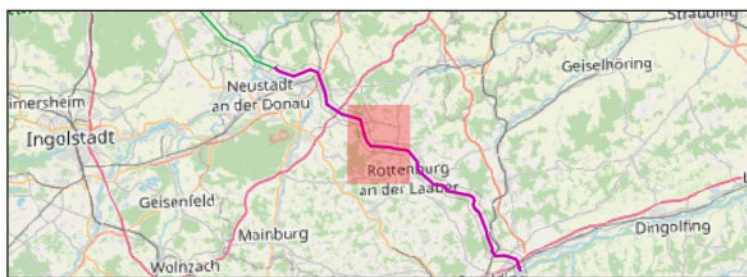 Straubing
Geiselhöring
Neustadt
an der Donau
imersheim
Ingolstadt
Rottenburg
an der Laaber
Geisenfeld
Mainburg
Dingolfing
Wolnzach